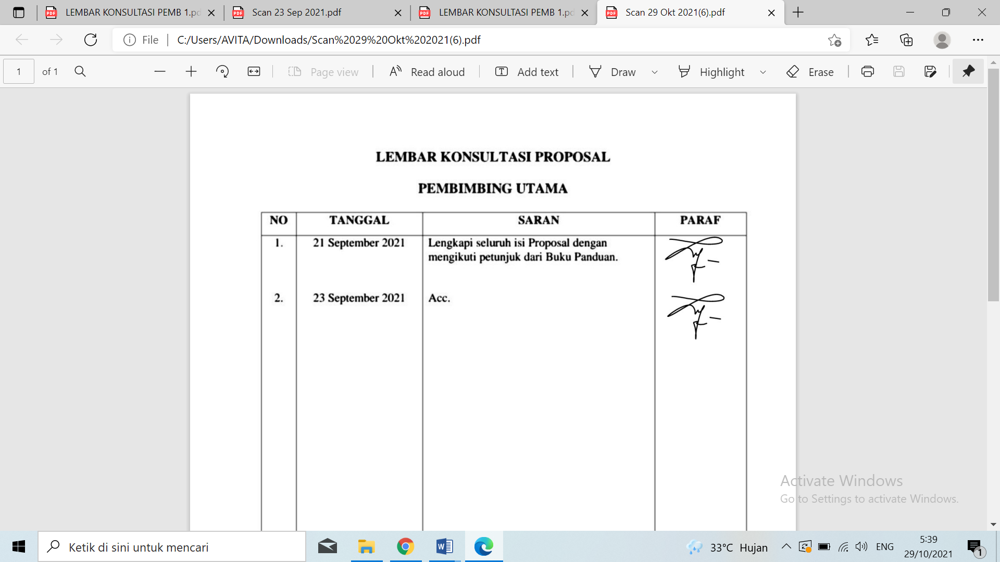 LEMBAR KONSULTASI PEMB 1.pd
Scan 23 Sep 2021.pdf
LEMBAR KONSULTASI PEMB 1.pd
Scan 29 Okt 2021(6).pdf
File
C:/Users/AVITA/Downloads/Scan%2029%20Okt%202021(6).pdf
1 of 1
Page view
Read aloud
Add text
Draw
Highlight
Erase
LEMBAR KONSULTASI PROPOSAL
PEMBIMBING UTAMA
NO TANGGAL SARAN PARAF
1. 21 September 2021 Lengkapi seluruh isi Proposal dengan
mengikuti petunjuk dari Buku Panduan.
2. 23 September 2021 Acc.
Activate Windows
Go to Settings to activate Windows.
Ketik di sini untuk mencari
33°C Hujan
ENG
5:39
29/10/2021
1